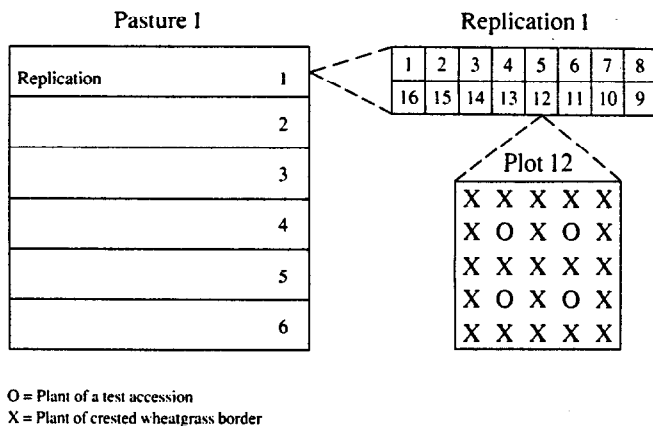 Pasture 1
Replication 1
Replication 1
2
3
4
5
6
1 2 3 4 5 6 7 8
16 15 14 13 12 11 10 9
Plot 12
X X X X X
X O X O X
X X X X X
X O X O X
X X X X X
O = Plant of a test accession
X = Plant of crested wheatgrass border